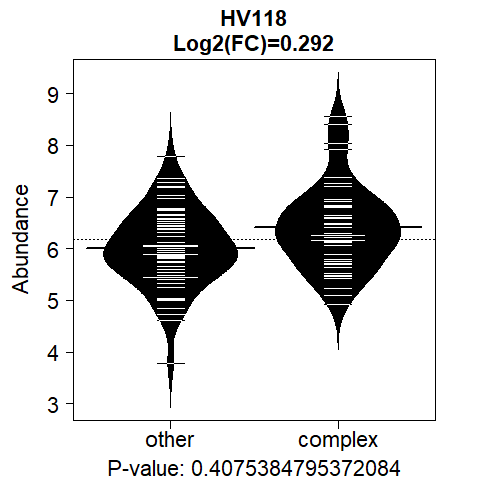 HV118
Log2(FC)=0.292
Abundance
9
8
7
6
5
4
3
other complex
P-value: 0.4075384795372084